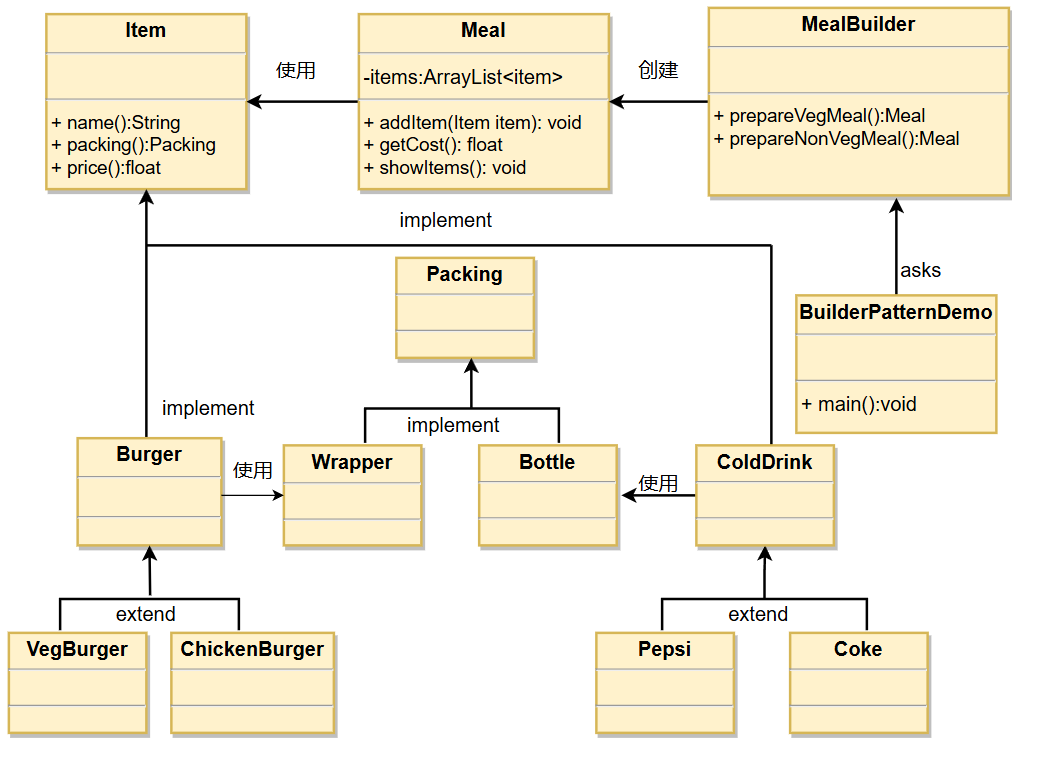 Item
+ name():String
+ packing():Packing
+ price():float
使用
Meal
-items:ArrayList<item>
+ addItem(Item item): void
+ getCost(): float
+ showItems(): void
创建
MealBuilder
+ prepareVegMeal():Meal
+ prepareNonVegMeal():Meal
implement
asks
Packing
BuilderPatternDemo
+ main():void
implement
implement
Burger
使用
Wrapper
Bottle
使用
ColdDrink
extend
extend
VegBurger
ChickenBurger
Pepsi
Coke